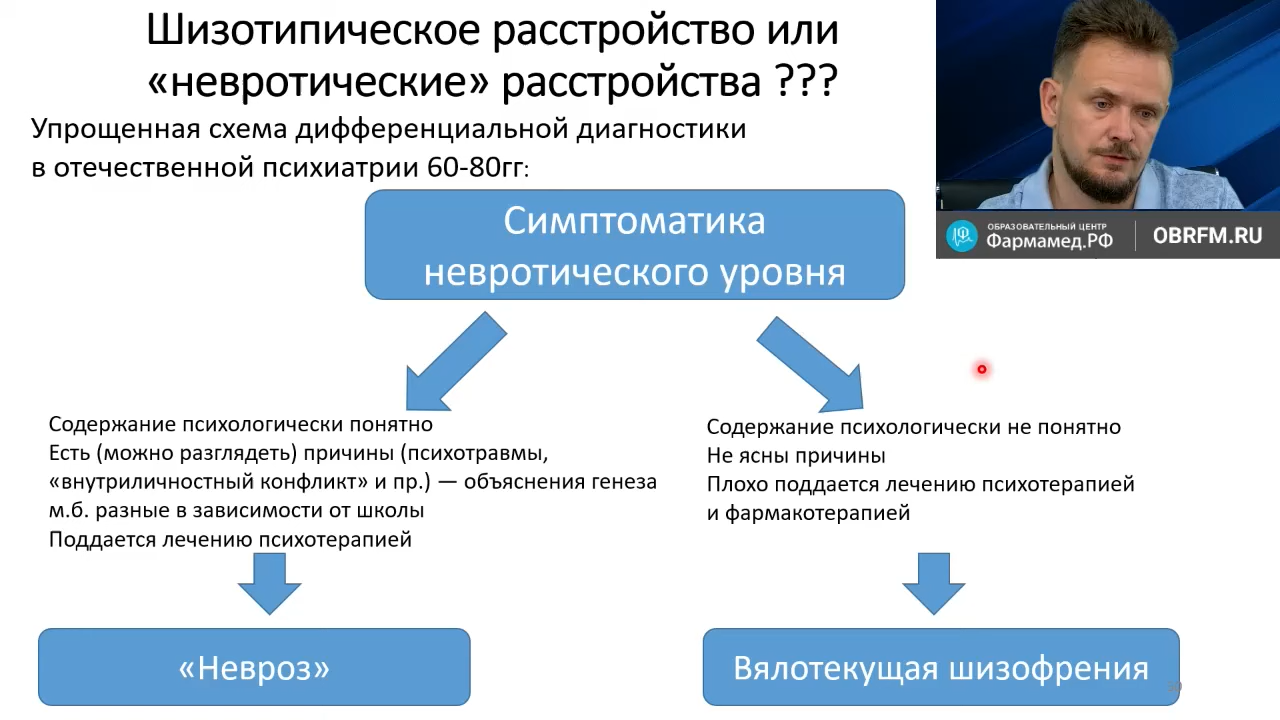 Шизотипическое расстройство или
«невротические» расстройства ???
Упрощенная схема дифференциальной диагностики
в отечественной психиатрии 60-80гг:
ОБРАЗОВАТЕЛЬНЫЙ ЦЕНТР
Фармамед.РФ
OBRFM.RU
Симптоматика
невротического уровня
Содержание психологически понятно
Есть (можно разглядеть) причины (психотравмы,
«внутриличностный конфликт» и пр.) — объяснения генеза
м.б. разные в зависимости от школы
Поддается лечению психотерапией
Содержание психологически не понятно
Не ясны причины
Плохо поддается лечению психотерапией
и фармакотерапией
«Невроз»
Вялотекущая шизофрения